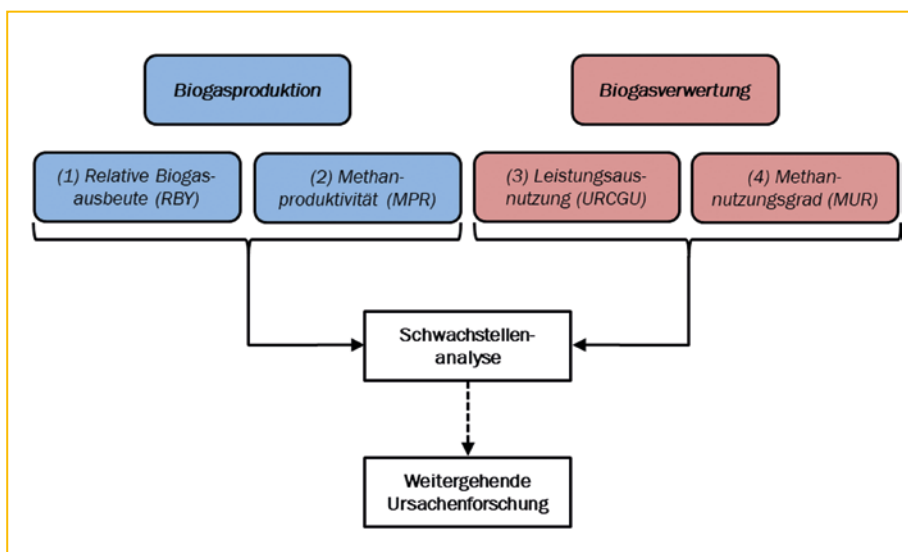 Biogasproduktion
Biogasverwertung
(1) Relative Biogas-
ausbeute (RBY)
(2) Methan-
produktivität (MPR)
(3) Leistungsaus-
nutzung (URCGU)
(4) Methan-
nutzungsgrad (MUR)
Schwachstellen-
analyse
Weitergehende
Ursachenforschung